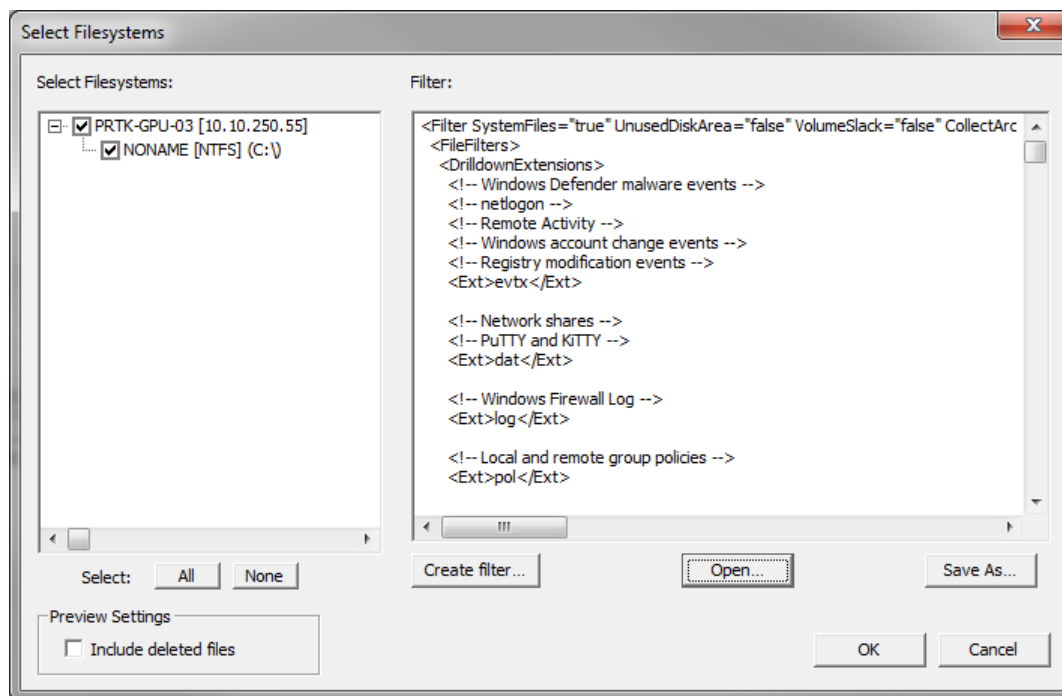 Select Filesystems
Select Filesystems:
PRTK-GPU-03 [10.10.250.55]
NONAME [NTFS] (C:\)
Select:
All
None
Preview Settings
Include deleted files
Filter:
<Filter SystemFiles="true" UnusedDiskArea="false" VolumeSlack="false" CollectArc
<FileFilters>
<DrilldownExtensions>
<!-- Windows Defender malware events -->
<!-- netlogon -->
<!-- Remote Activity -->
<!-- Windows account change events -->
<!-- Registry modification events -->
<Ext>evtx</Ext>
<!-- Network shares -->
<!-- PuTTY and KiTTY -->
<Ext>dat</Ext>
<!-- Windows Firewall Log -->
<Ext>log</Ext>
<!-- Local and remote group policies -->
<Ext>pol</Ext>
Create filter...
Open...
Save As...
OK
Cancel